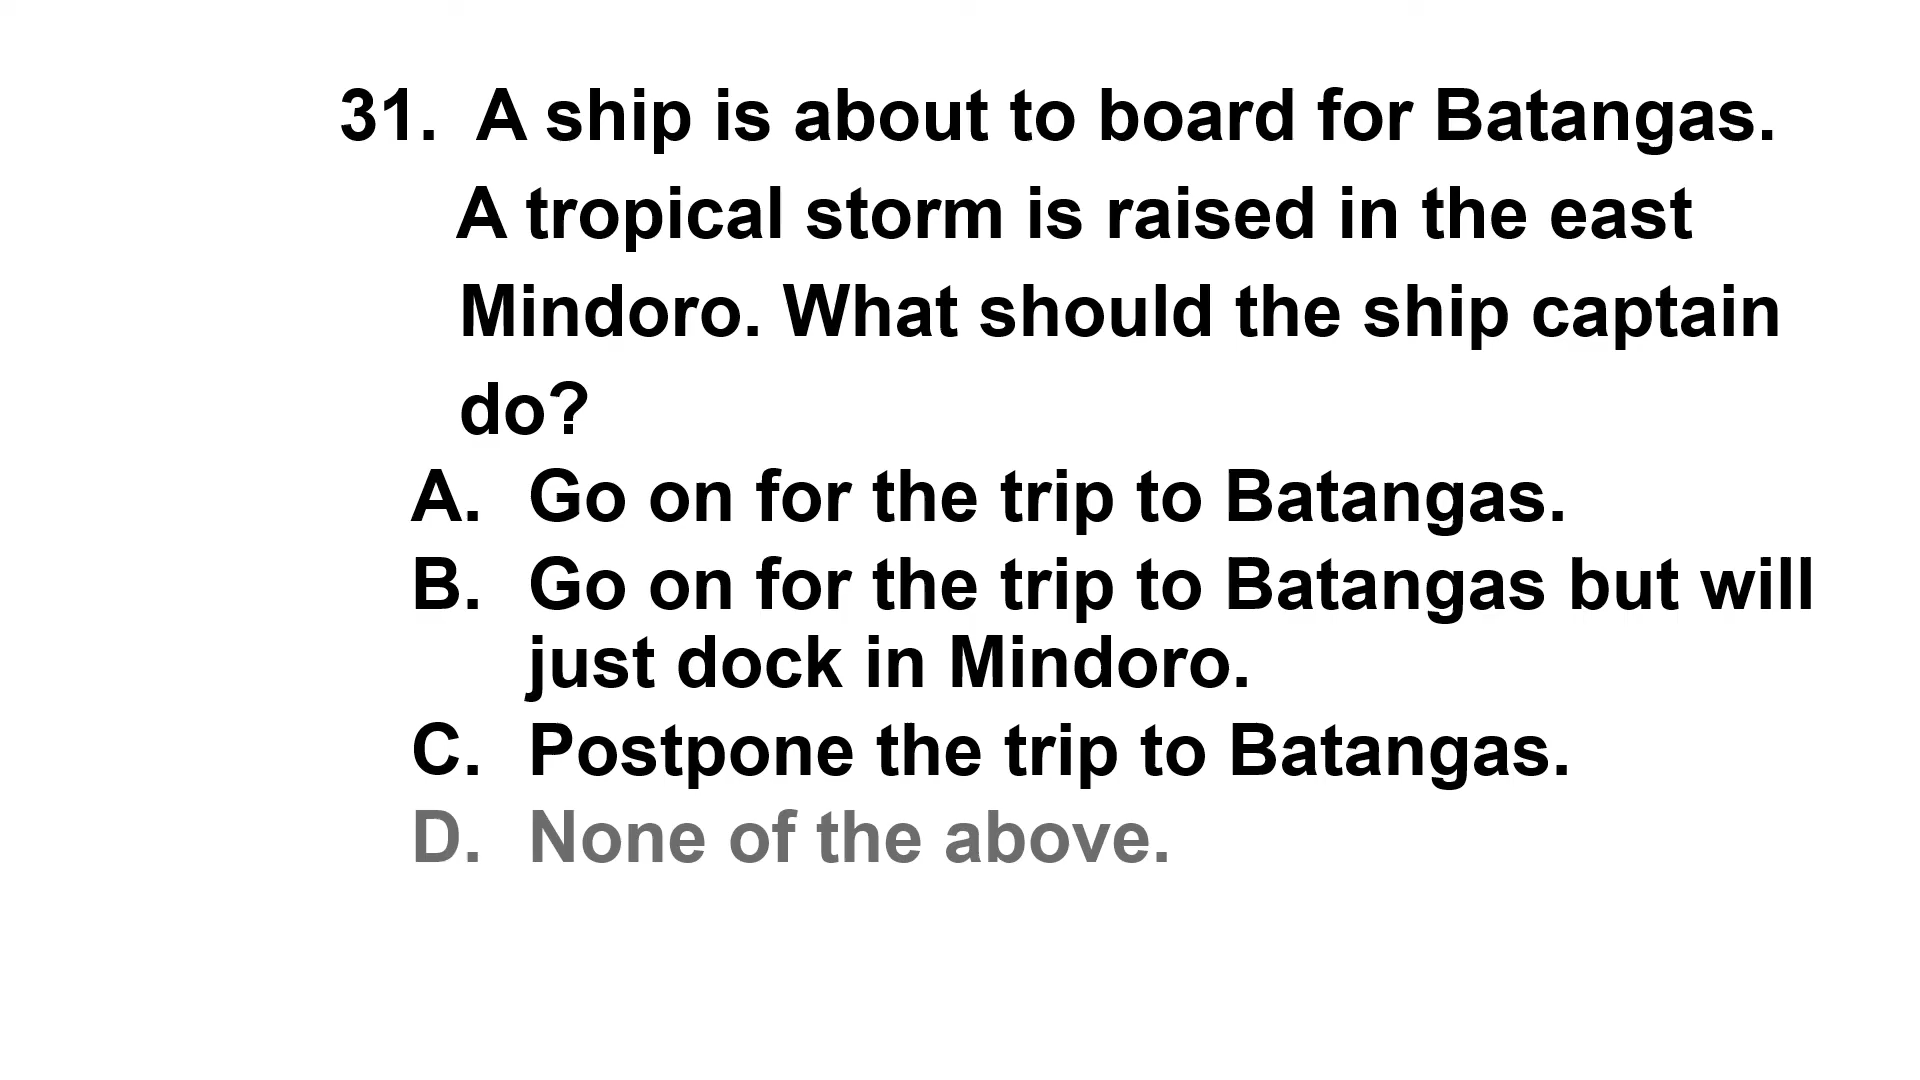 31. A ship is about to board for Batangas.
A tropical storm is raised in the east
Mindoro. What should the ship captain
do?
A. Go on for the trip to Batangas.
B. Go on for the trip to Batangas but will
just dock in Mindoro.
C. Postpone the trip to Batangas.
D. None of the above.